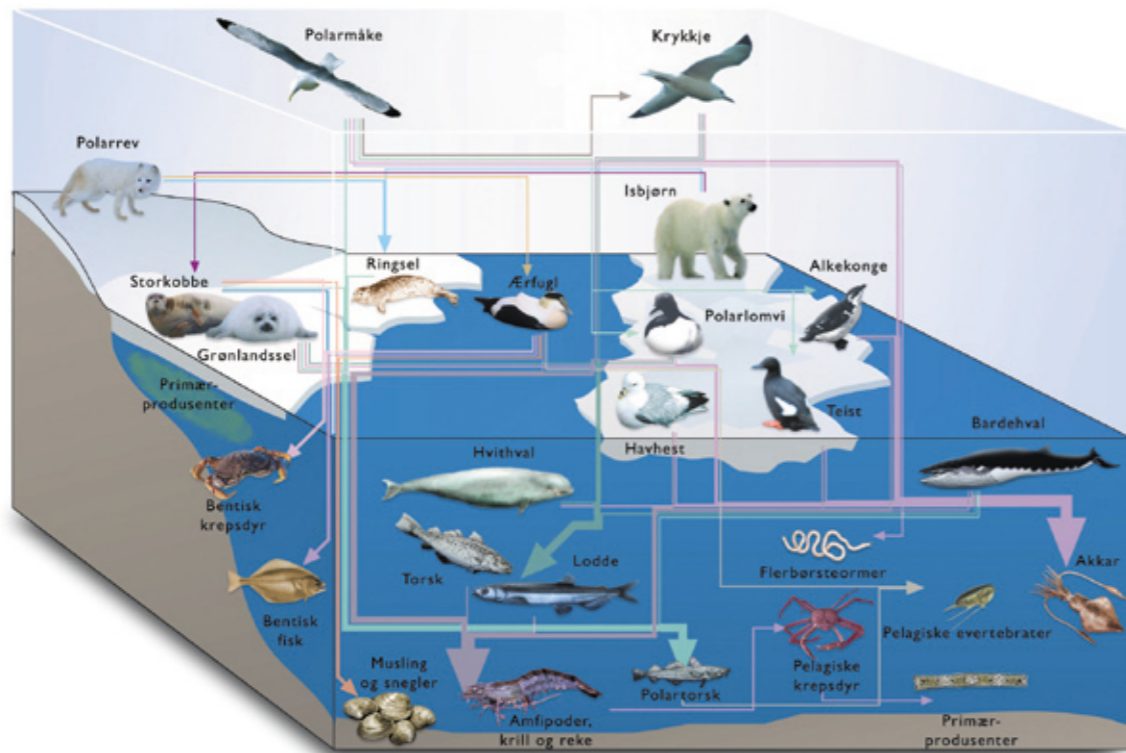 Polarmåke
Krykkje
Polarrev
Isbjørn
Storkobbe
Ringsel
Ærfugl
Alkekonge
Polarlomvi
Grønlandssel
Primær-
produsenter
Teist
Havhest
Bardehval
Hvithval
Bentisk
krepsdyr
Torsk
Lodde
Flerbørsteormer
Akkar
Bentisk
fisk
Pelagiske evertebrater
Musling
og snegler
Polartorsk
Pelagiske
krepsdyr
Amfipoder,
krill og reke
Primær-
produsenter